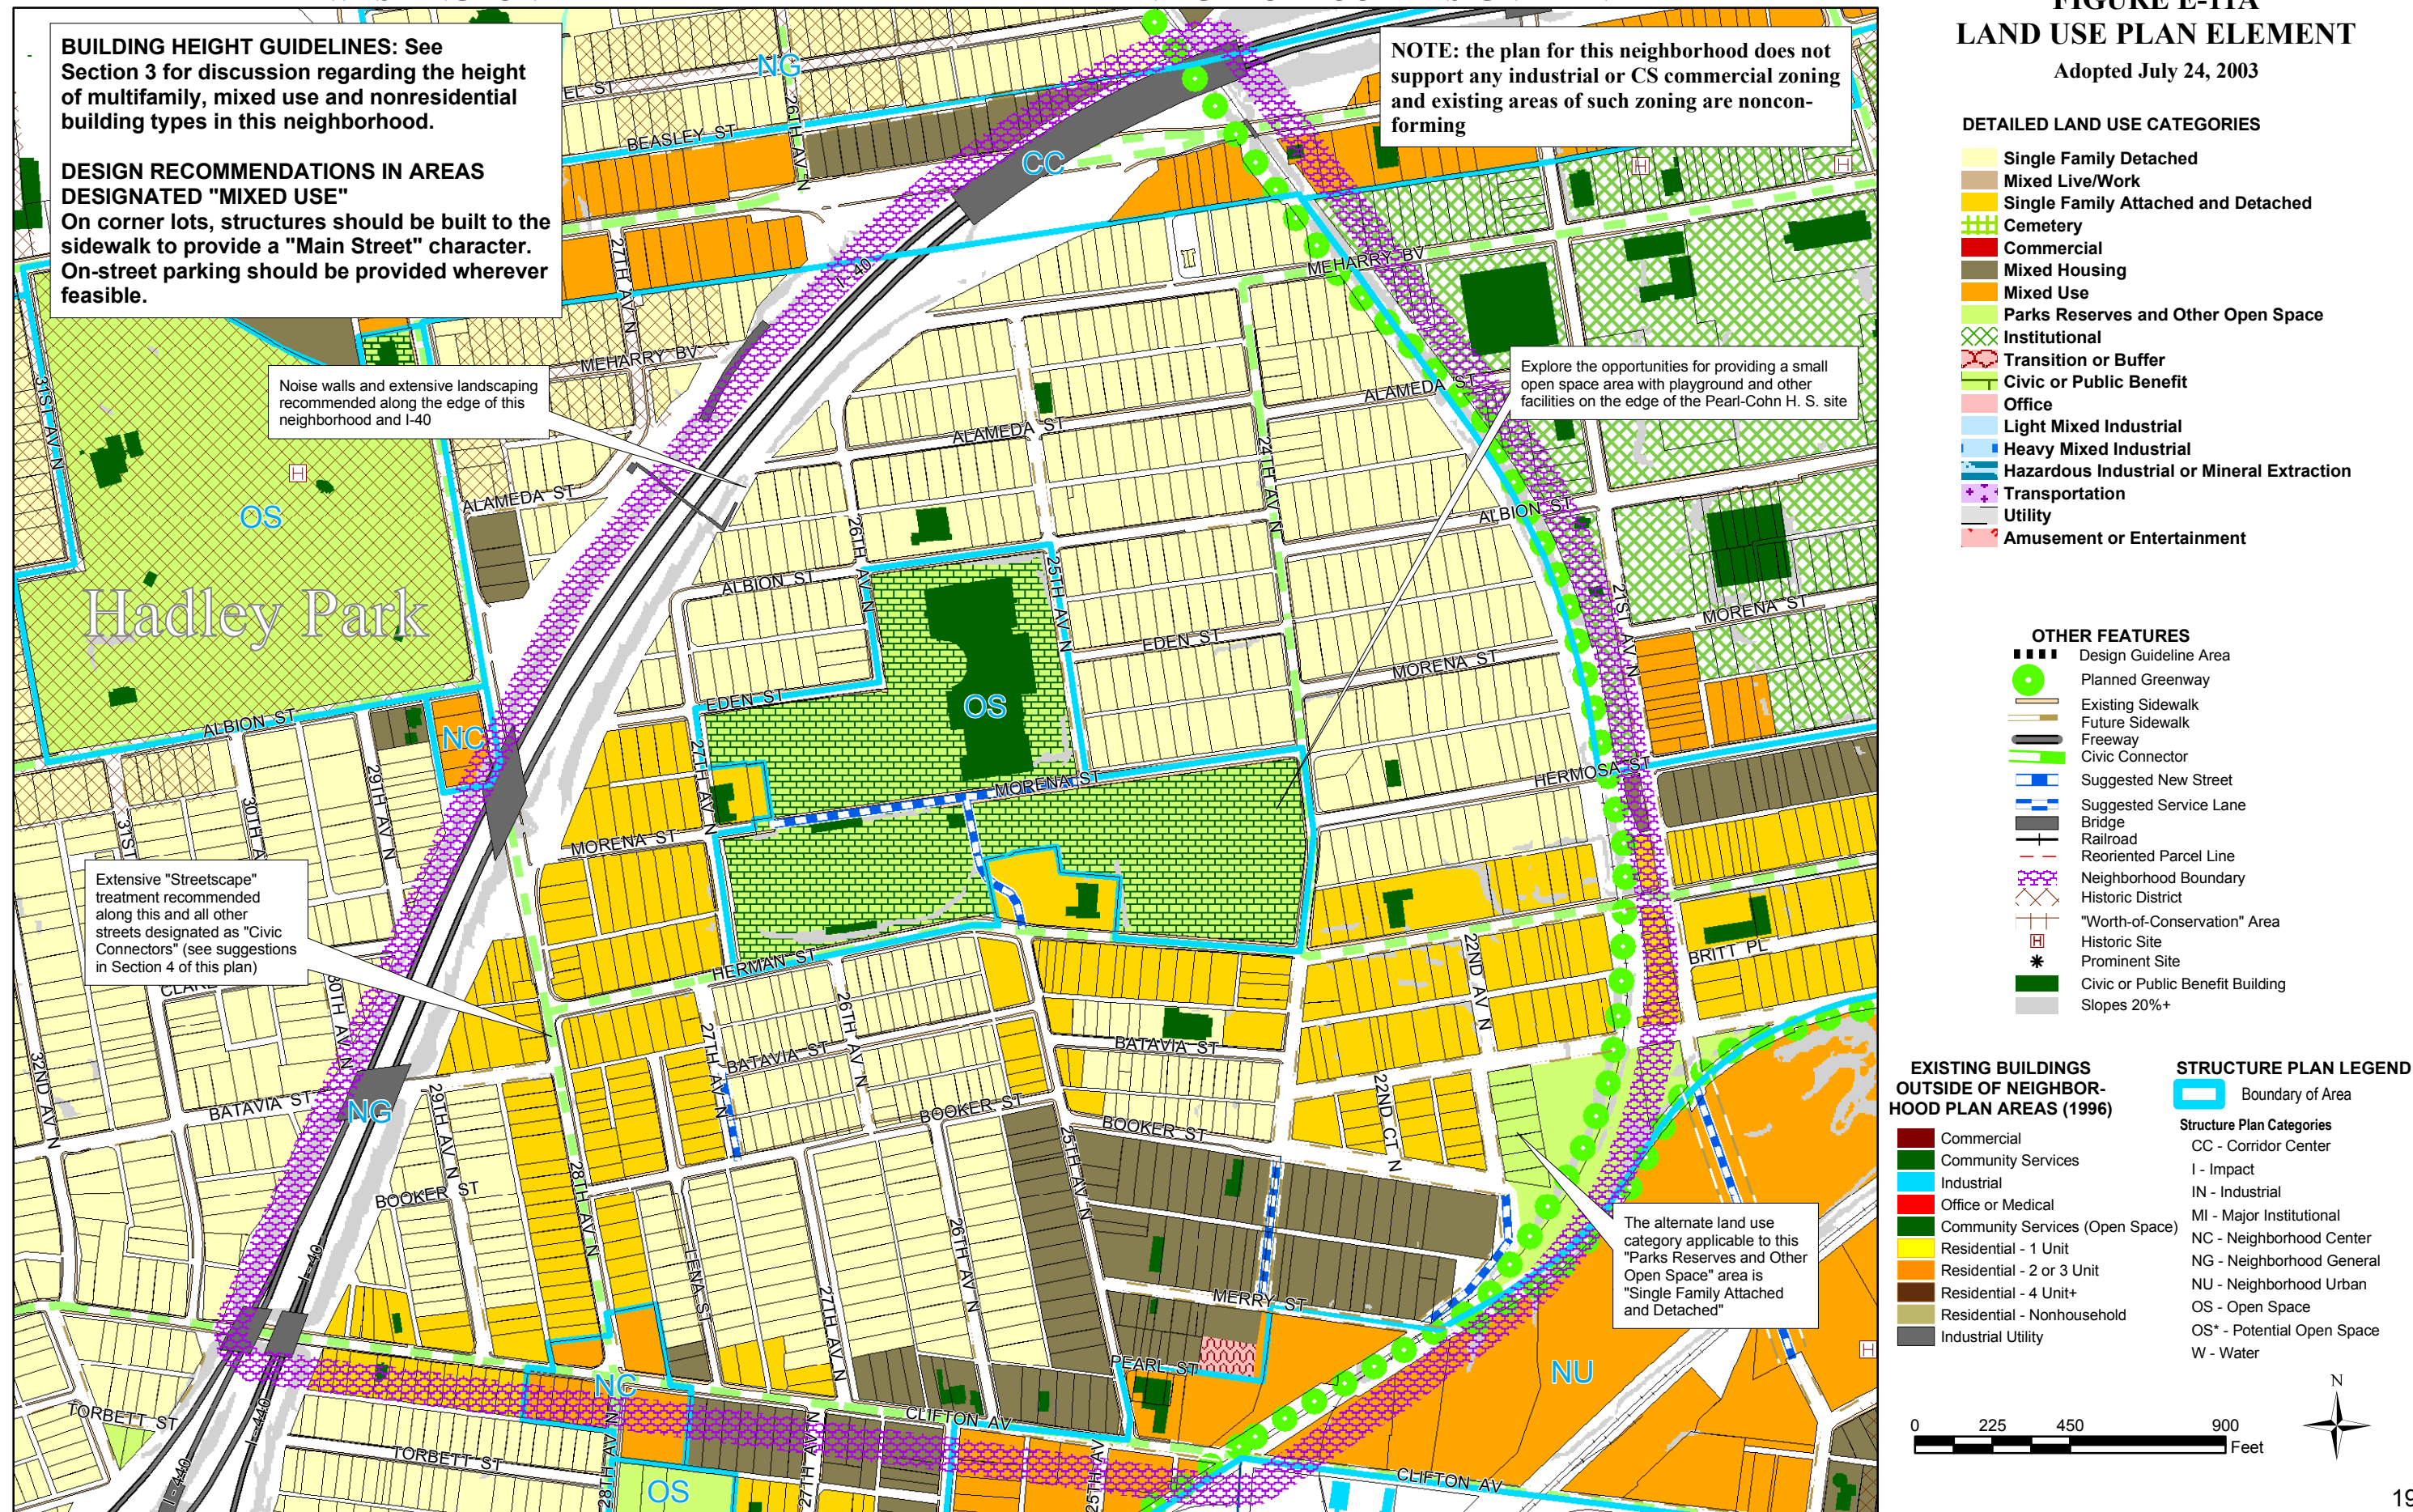 FIGURE E-11A
LAND USE PLAN ELEMENT
Adopted July 24, 2003
BUILDING HEIGHT GUIDELINES: See
Section 3 for discussion regarding the height
of multifamily, mixed use and nonresidential
building types in this neighborhood.
DESIGN RECOMMENDATIONS IN AREAS
DESIGNATED "MIXED USE"
On corner lots, structures should be built to the
sidewalk to provide a "Main Street" character.
On-street parking should be provided wherever
feasible.
NOTE: the plan for this neighborhood does not
support any industrial or CS commercial zoning
and existing areas of such zoning are noncon-
forming
NG
EL ST
26TH AV N
BEASLEY ST
CC
27TH AV N
I-40
MEHARRY BV
MEHARRY BV
31ST AV N
Noise walls and extensive landscaping
recommended along the edge of this
neighborhood and I-40
Explore the opportunities for providing a small
open space area with playground and other
facilities on the edge of the Pearl-Cohn H. S. site
ALAMEDA ST
ALAMEDA ST
ALAMEDA ST
24TH AV N
OS
26TH AV N
ALBION ST
ALBION ST
25TH AV N
Hadley Park
21ST AV N
MORENA ST
EDEN ST
MORENA ST
EDEN ST
OS
ALBION ST
NC
29TH AV N
27TH AV N
MORENA ST
HERMOSA ST
30TH A
31ST
MORENA ST
Extensive "Streetscape"
treatment recommended
along this and all other
streets designated as "Civic
Connectors" (see suggestions
in Section 4 of this plan)
CLAR
30TH AV N
HERMAN ST
22ND AV N
BRITT PL
26TH AV N
27TH AV N
BATAVIA ST
BATAVIA ST
32ND AV N
BATAVIA ST
NG
29TH AV N
BOOKER ST
BOOKER ST
25TH AV N
22ND CT N
BOOKER ST
28TH AV N
LENA ST
26TH AV N
27TH AV N
The alternate land use
category applicable to this
"Parks Reserves and Other
Open Space" area is
"Single Family Attached
and Detached"
I-40
MERRY ST
PEARL ST
NU
NC
TORBETT ST
I-440
CLIFTON AV
TORBETT ST
28TH AV N
27TH AV N
25TH AV
OS
I-440
CLIFTON AV
DETAILED LAND USE CATEGORIES
Single Family Detached
Mixed Live/Work
Single Family Attached and Detached
Cemetery
Commercial
Mixed Housing
Mixed Use
Parks Reserves and Other Open Space
Institutional
Transition or Buffer
Civic or Public Benefit
Office
Light Mixed Industrial
Heavy Mixed Industrial
Hazardous Industrial or Mineral Extraction
Transportation
Utility
Amusement or Entertainment
OTHER FEATURES
Design Guideline Area
Planned Greenway
Existing Sidewalk
Future Sidewalk
Freeway
Civic Connector
Suggested New Street
Suggested Service Lane
Bridge
Railroad
Reoriented Parcel Line
Neighborhood Boundary
Historic District
"Worth-of-Conservation" Area
H Historic Site
Prominent Site
Civic or Public Benefit Building
Slopes 20%+
EXISTING BUILDINGS
OUTSIDE OF NEIGHBOR-
HOOD PLAN AREAS (1996)
Commercial
Community Services
Industrial
Office or Medical
Community Services (Open Space)
Residential - 1 Unit
Residential - 2 or 3 Unit
Residential - 4 Unit+
Residential - Nonhousehold
Industrial Utility
STRUCTURE PLAN LEGEND
Boundary of Area
Structure Plan Categories
CC - Corridor Center
I - Impact
IN - Industrial
MI - Major Institutional
NC - Neighborhood Center
NG - Neighborhood General
NU - Neighborhood Urban
OS - Open Space
OS* - Potential Open Space
W - Water
N
0 225 450 900
Feet
19